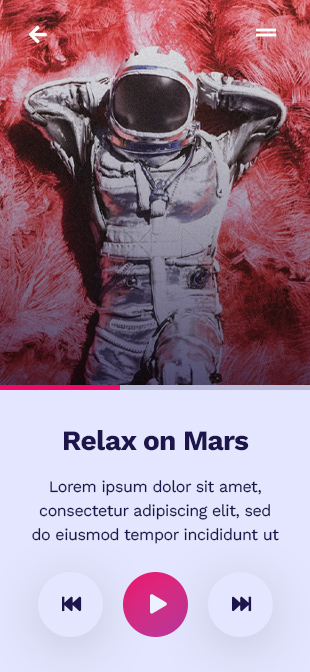 Relax on Mars
Lorem ipsum dolor sit amet,
consectetur adipiscing elit, sed
do eiusmod tempor incididunt ut